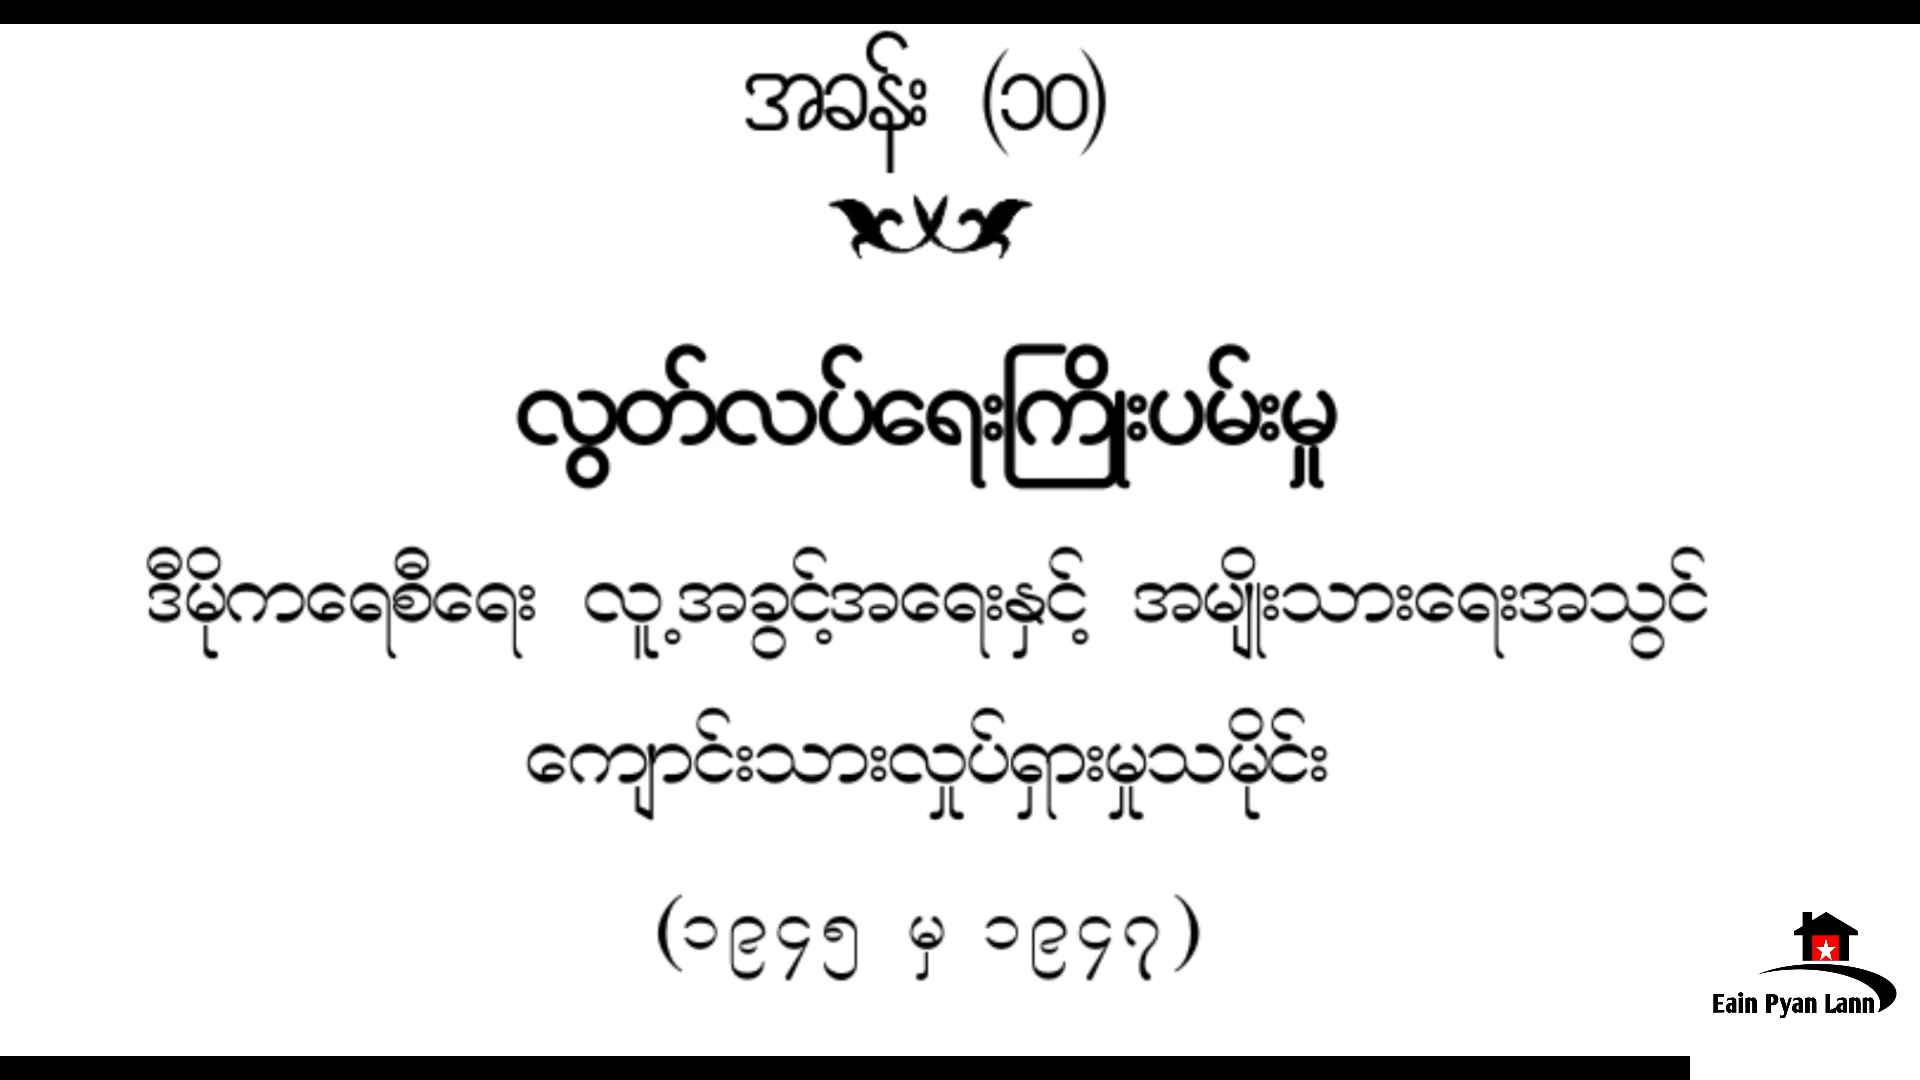 အခန်း (၁၀)
လွတ်လပ်ရေးကြိုးပမ်းမှု
ဒီမိုကရေစီရေး လူ့အခွင့်အရေးနှင့် အမျိုးသားရေးအသွင်
ကျောင်းသားလှုပ်ရှားမှုသမိုင်း
(၁၉၄၅ မှ ၁၉၄၇)
Eain Pyan Lann